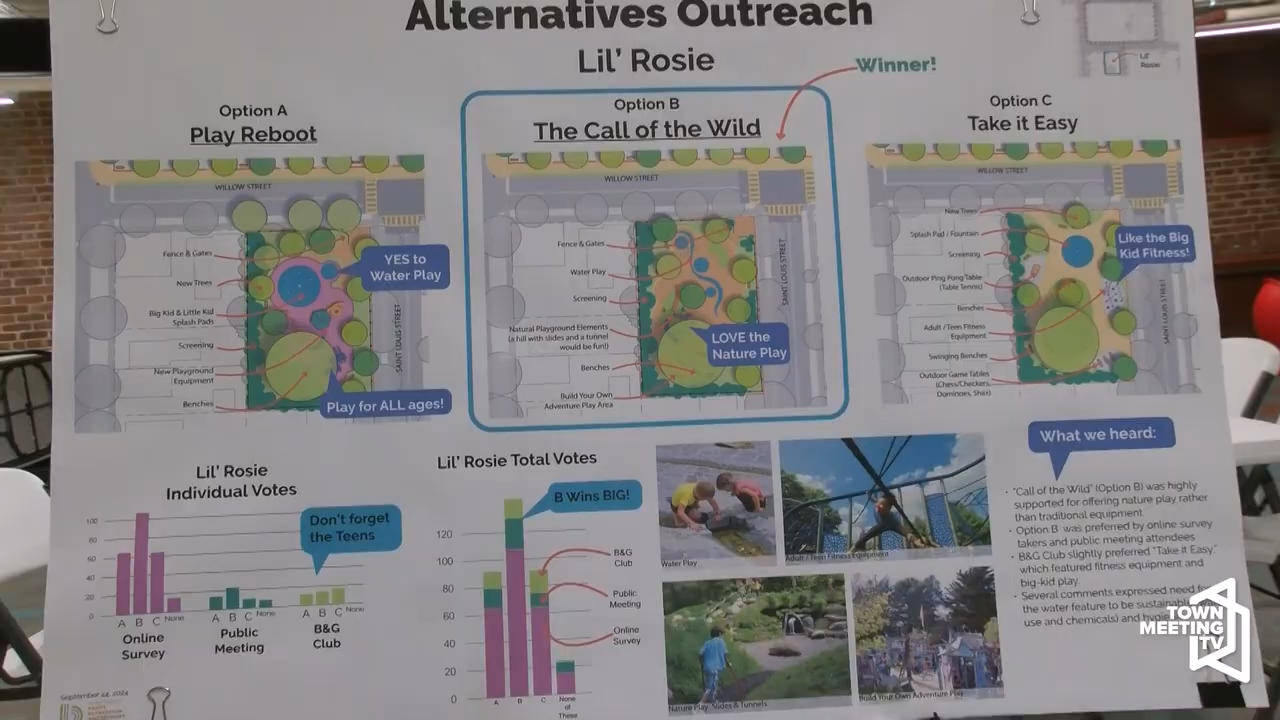 Alternatives Outreach
Lil' Rosie
Winner!
Lil'
Rosie
Option A
Play Reboot
WILLOW STREET
SAINT LOUIS STREET
Fence & Gates
New Trees
Big Kid & Little Kid
Splash Pads
Screening
New Playground
Equipment
Benches
YES to
Water Play
Play for ALL ages!
Option B
The Call of the Wild
WILLOW STREET
SAINT LOUIS STREET
Fence & Gates
Water Play
Screening
Natural Playground Elements
(a hill with slides and a tunnel
would be fun!)
Benches
Build Your Own
Adventure Play Area
LOVE the
Nature Play
Option C
Take it Easy
WILLOW STREET
SAINT LOUIS STREET
New Trees
Splash Pad / Fountain
Screening
Outdoor Ping Pong Table
(Table Tennis)
Benches
Adult / Teen Fitness
Equipment
Swinging Benches
Outdoor Game Tables
(Chess/Checkers,
Dominoes, Shax)
Like the Big
Kid Fitness!
Lil' Rosie
Individual Votes
Don't forget
the Teens
100
80
60
40
20
0
A B C None
A B C None
A B C None
Online
Survey
Public
Meeting
B&G
Club
Lil' Rosie Total Votes
B Wins BIG!
120
100
80
60
40
20
0
B&G
Club
Public
Meeting
Online
Survey
A B C None
of
These
Water Play
Adult / Teen Fitness Equipment
Nature Play, Slides & Tunnels
Build Your Own Adventure Play
What we heard:
• "Call of the Wild" (Option B) was highly
supported for offering nature play rather
than traditional equipment.
• Option B was preferred by online survey
takers and public meeting attendees
• B&G Club slightly preferred "Take it Easy,"
which featured fitness equipment and
big-kid play.
• Several comments expressed need
the water feature to be sustainable
use and chemicals) and
September 24, 2024
TOWN
MEETING
TV